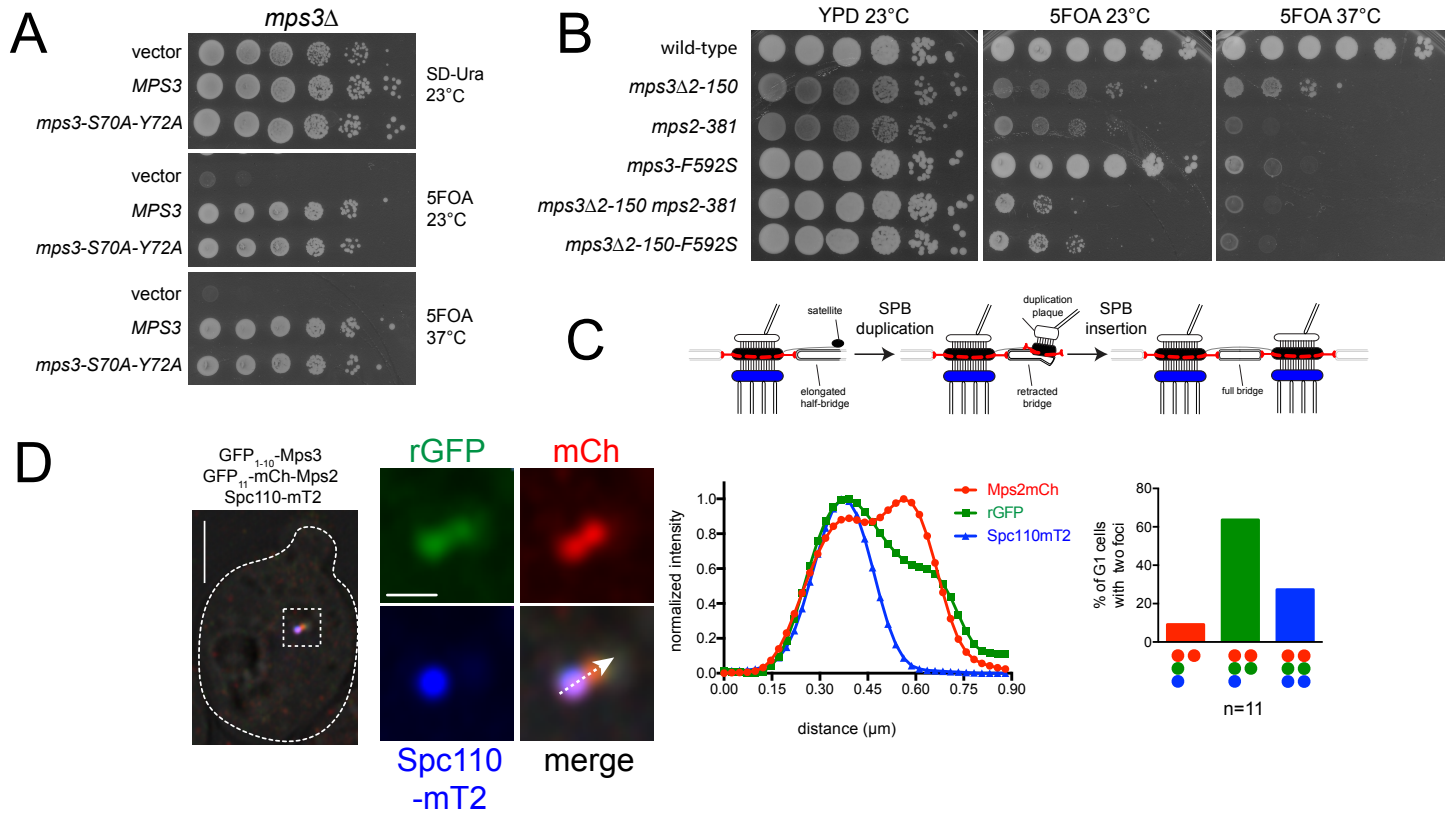 A
mps3Δ
vector
MPS3
mps3-S70A-Y72A
SD-Ura
23°C
vector
MPS3
mps3-S70A-Y72A
5FOA
23°C
vector
MPS3
mps3-S70A-Y72A
5FOA
37°C
B
YPD 23°C
5FOA 23°C
5FOA 37°C
wild-type
mps3Δ2-150
mps2-381
mps3-F592S
mps3Δ2-150 mps2-381
mps3Δ2-150-F592S
C
satellite
SPB
duplication
duplication
plaque
SPB
insertion
elongated
half-bridge
retracted
bridge
full bridge
D
GFP1-10-Mps3
GFP11-mCh-Mps2
Spc110-mT2
rGFP
mCh
Spc110
-mT2
merge
normalized intensity
1.0
0.8
0.6
0.4
0.2
0.0
0.00
0.15
0.30
0.45
0.60
0.75
0.90
distance (µm)
Mps2mCh
rGFP
Spc110mT2
% of G1 cells
with two foci
80
60
40
20
0
n=11